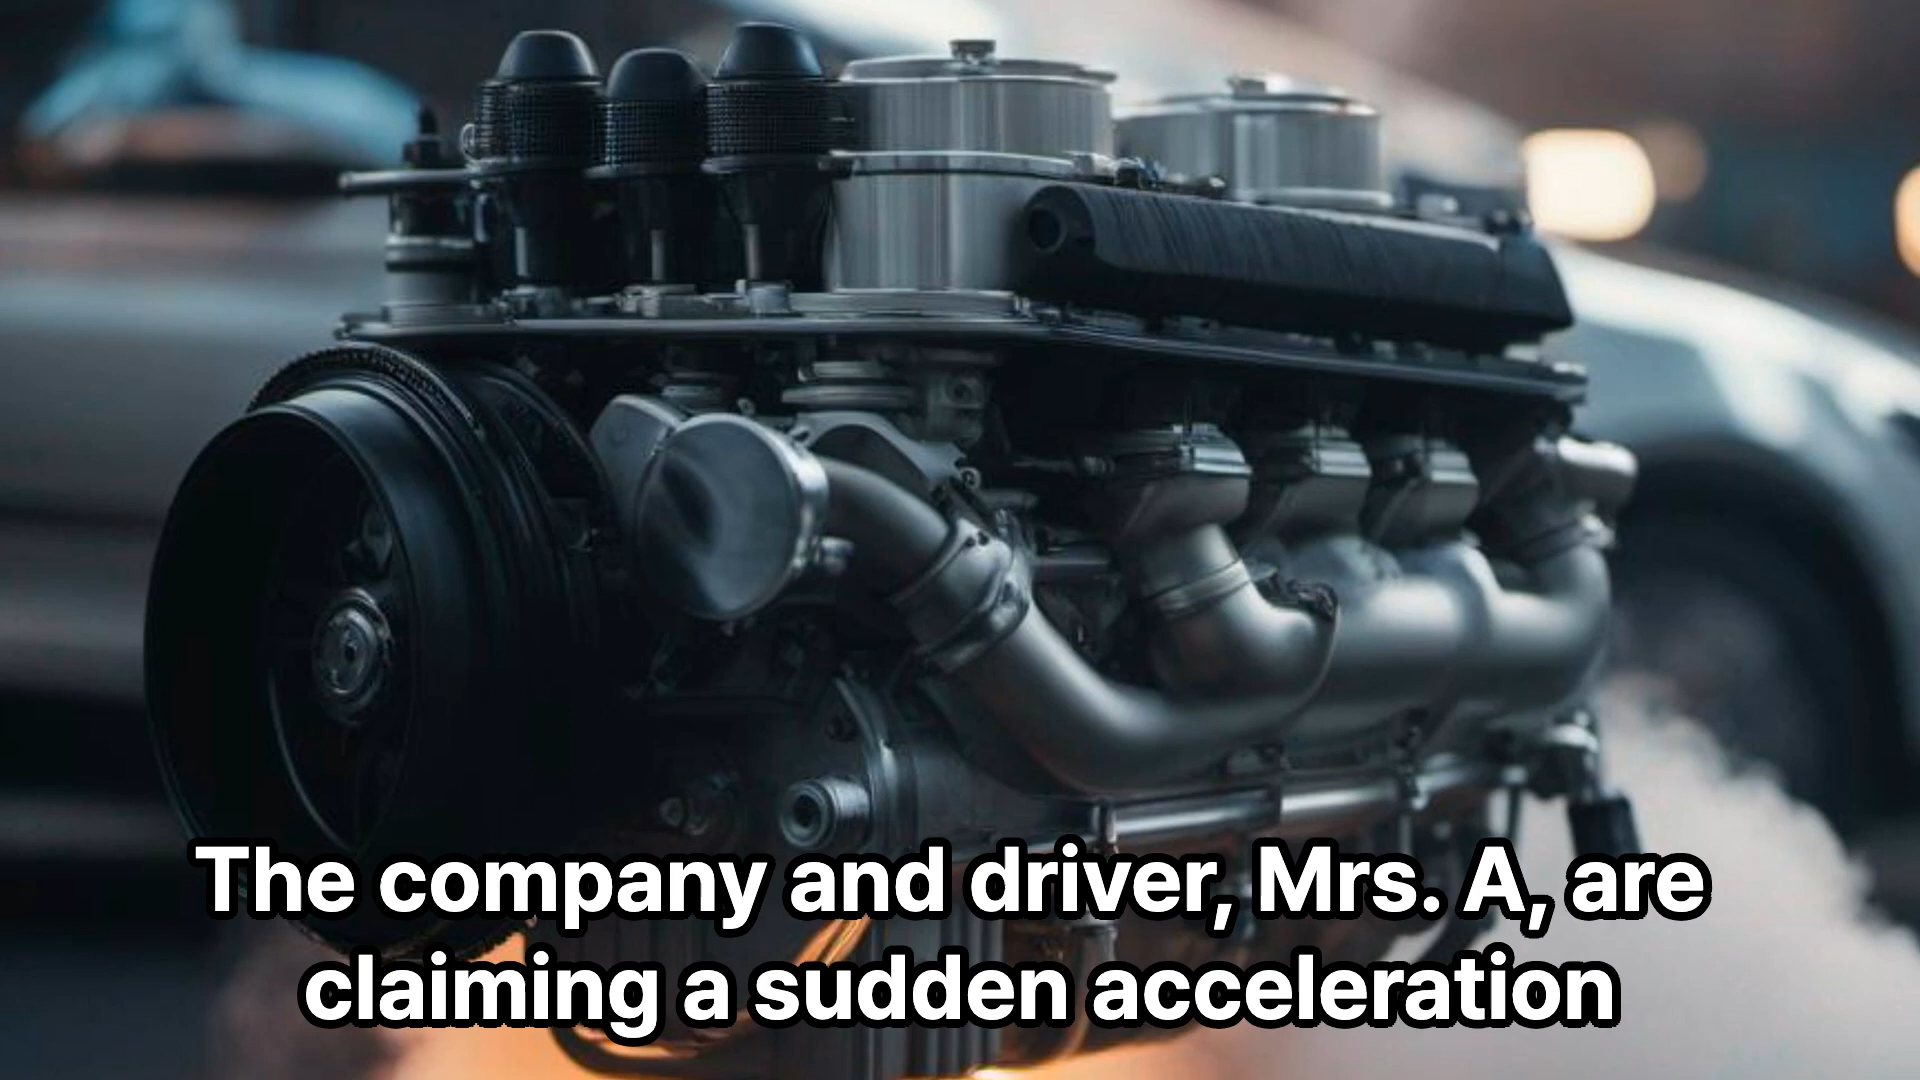 The company and driver, Mrs. A, are
claiming a sudden acceleration